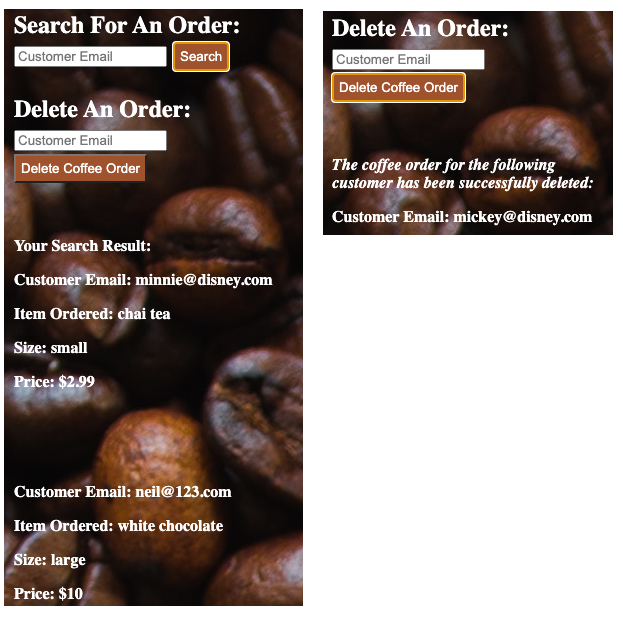 Search For An Order:
Customer Email Search
Delete An Order:
Customer Email
Delete Coffee Order
Your Search Result:
Customer Email: minnie@disney.com
Item Ordered: chai tea
Size: small
Price: $2.99
Customer Email: neil@123.com
Item Ordered: white chocolate
Size: large
Price: $10
Delete An Order:
Customer Email
Delete Coffee Order
The coffee order for the following
customer has been successfully deleted:
Customer Email: mickey@disney.com